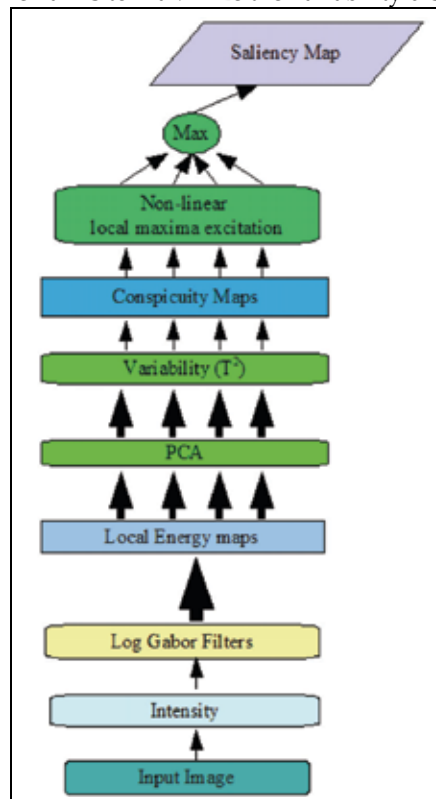 Saliency Map
Max
Non-linear
local maxima excitation
Conspicuity Maps
Variability (T²)
PCA
Local Energy maps
Log Gabor Filters
Intensity
Input Image